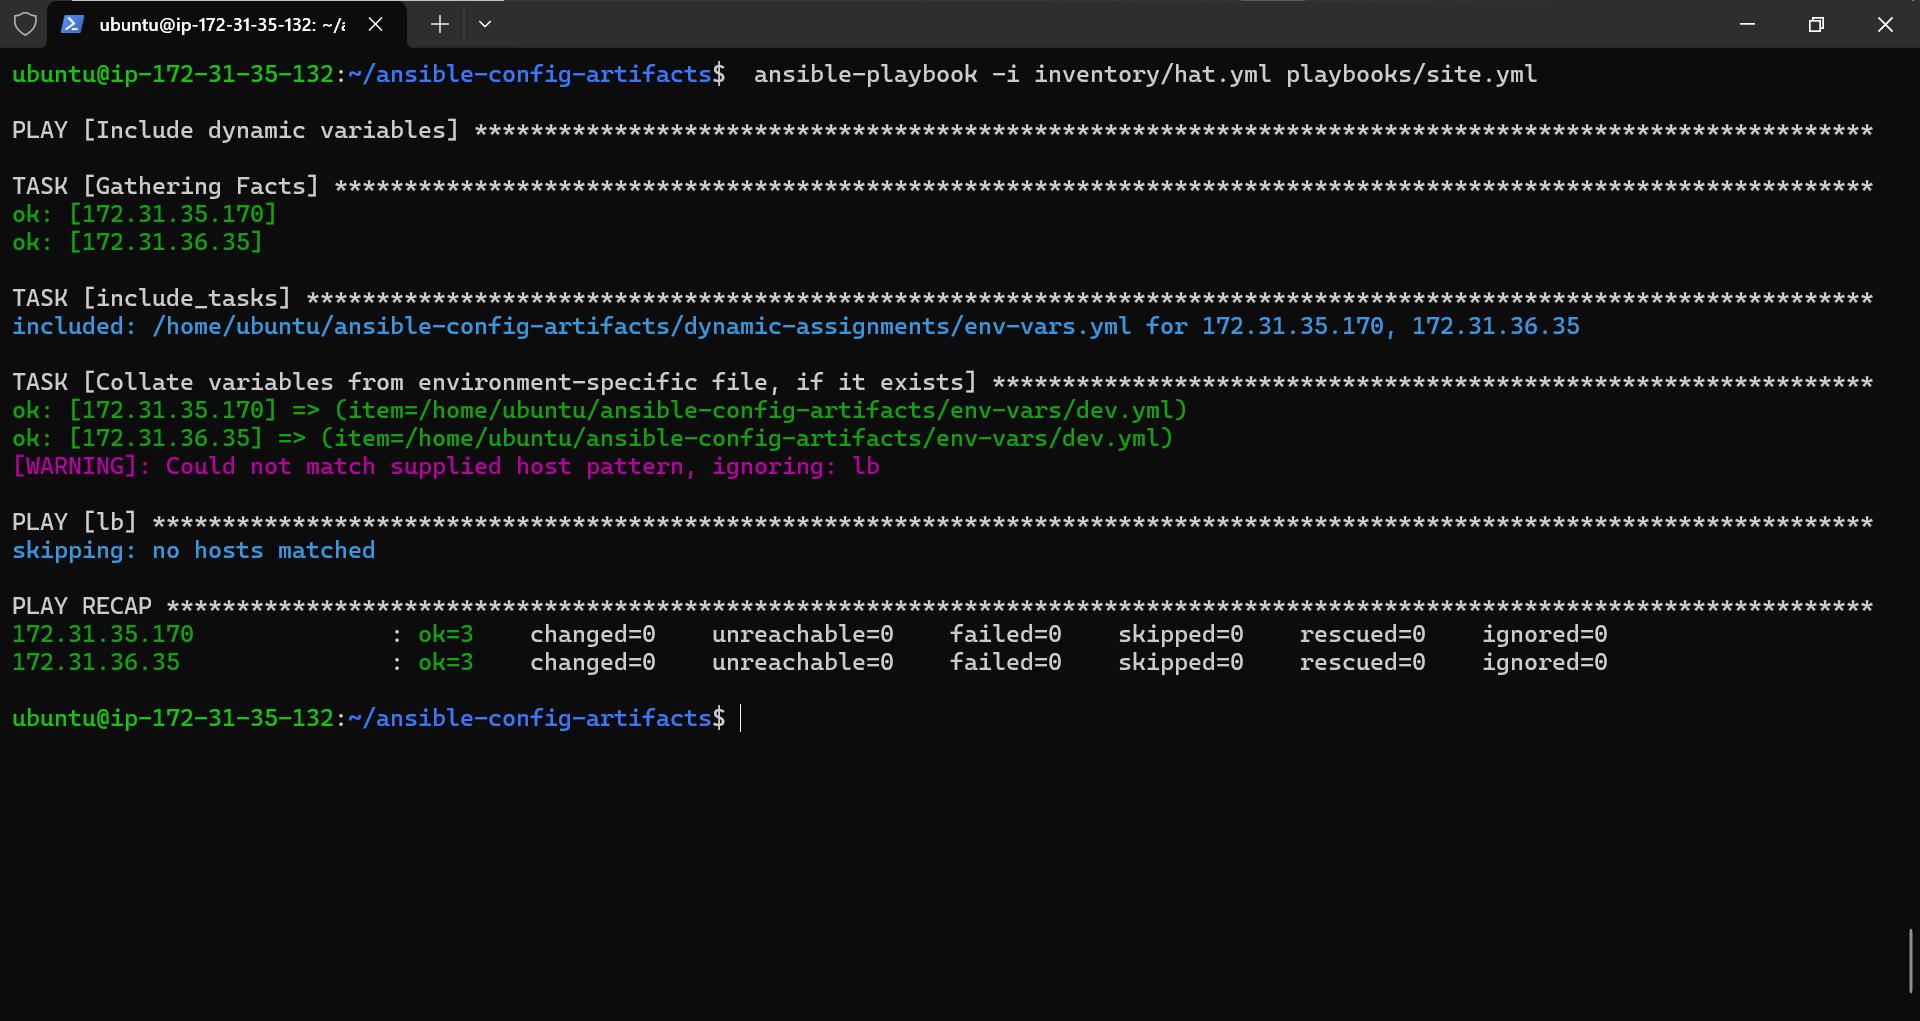 ubuntu@ip-172-31-35-132: ~/a
ubuntu@ip-172-31-35-132:~/ansible-config-artifacts$  ansible-playbook -i inventory/hat.yml playbooks/site.yml
PLAY [Include dynamic variables] ****************************************************************************************************
TASK [Gathering Facts] **************************************************************************************************************
ok: [172.31.35.170]
ok: [172.31.36.35]
TASK [include_tasks] ****************************************************************************************************************
included: /home/ubuntu/ansible-config-artifacts/dynamic-assignments/env-vars.yml for 172.31.35.170, 172.31.36.35
TASK [Collate variables from environment-specific file, if it exists] ***************************************************************
ok: [172.31.35.170] => (item=/home/ubuntu/ansible-config-artifacts/env-vars/dev.yml)
ok: [172.31.36.35] => (item=/home/ubuntu/ansible-config-artifacts/env-vars/dev.yml)
[WARNING]: Could not match supplied host pattern, ignoring: lb
PLAY [lb] ***************************************************************************************************************************
skipping: no hosts matched
PLAY RECAP **************************************************************************************************************************
172.31.35.170              : ok=3    changed=0    unreachable=0    failed=0    skipped=0    rescued=0    ignored=0
172.31.36.35               : ok=3    changed=0    unreachable=0    failed=0    skipped=0    rescued=0    ignored=0
ubuntu@ip-172-31-35-132:~/ansible-config-artifacts$